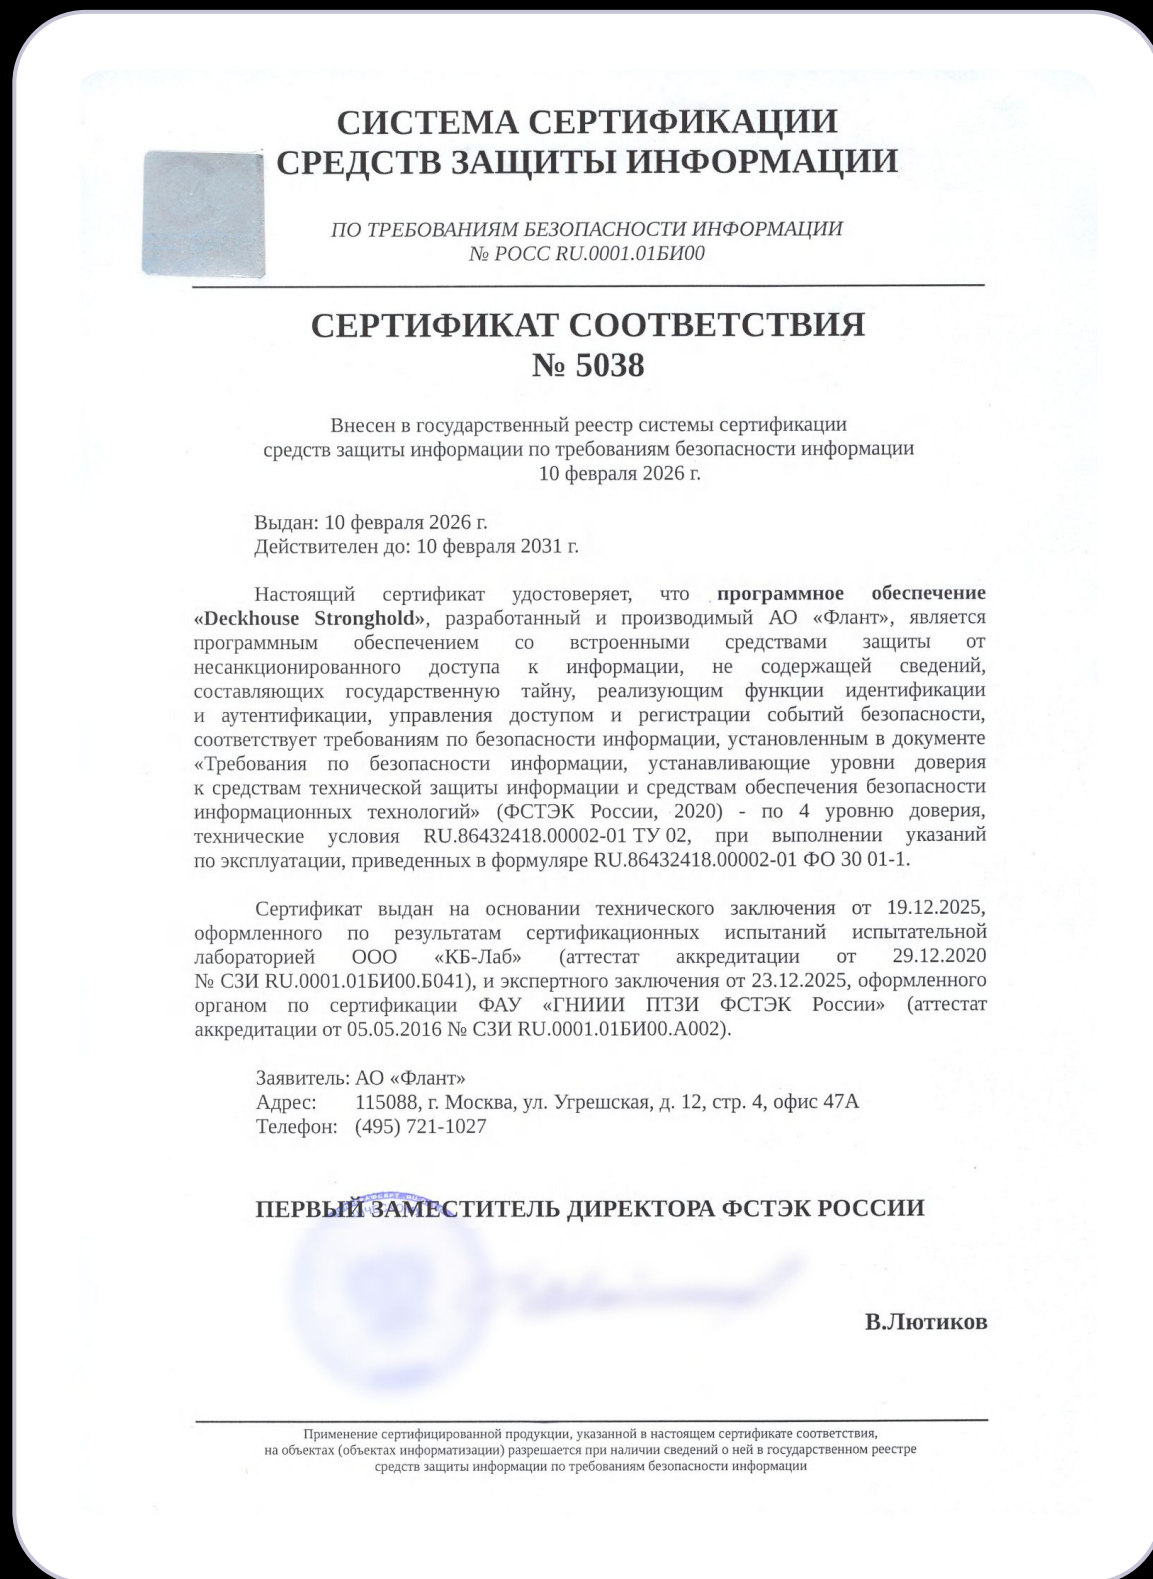 СИСТЕМА СЕРТИФИКАЦИИ
СРЕДСТВ ЗАЩИТЫ ИНФОРМАЦИИ
ПО ТРЕБОВАНИЯМ БЕЗОПАСНОСТИ ИНФОРМАЦИИ
№ РОСС RU.0001.01БИ00
СЕРТИФИКАТ СООТВЕТСТВИЯ
№ 5038
Внесен в государственный реестр системы сертификации
средств защиты информации по требованиям безопасности информации
10 февраля 2026 г.
Выдан: 10 февраля 2026 г.
Действителен до: 10 февраля 2031 г.
Настоящий сертификат удостоверяет, что программное обеспечение
«Deckhouse Stronghold», разработанный и производимый АО «Флант», является
программным обеспечением со встроенными средствами защиты от
несанкционированного доступа к информации, не содержащей сведений,
составляющих государственную тайну, реализующим функции идентификации
и аутентификации, управления доступом и регистрации событий безопасности,
соответствует требованиям по безопасности информации, установленным в документе
«Требования по безопасности информации, устанавливающие уровни доверия
к средствам технической защиты информации и средствам обеспечения безопасности
информационных технологий» (ФСТЭК России, 2020) - по 4 уровню доверия,
технические условия RU.86432418.00002-01 ТУ 02, при выполнении указаний
по эксплуатации, приведенных в формуляре RU.86432418.00002-01 ФО 30 01-1.
Сертификат выдан на основании технического заключения от 19.12.2025,
оформленного по результатам сертификационных испытаний испытательной
лабораторией ООО «КБ-Лаб» (аттестат аккредитации от 29.12.2020
№ СЗИ RU.0001.01БИ00.Б041), и экспертного заключения от 23.12.2025, оформленного
органом по сертификации ФАУ «ГНИИИ ПТЗИ ФСТЭК России» (аттестат
аккредитации от 05.05.2016 № СЗИ RU.0001.01БИ00.А002).
Заявитель: АО «Флант»
Адрес: 115088, г. Москва, ул. Угрешская, д. 12, стр. 4, офис 47А
Телефон: (495) 721-1027
ПЕРВЫЙ ЗАМЕСТИТЕЛЬ ДИРЕКТОРА ФСТЭК РОССИИ
В.Лютиков
Применение сертифицированной продукции, указанной в настоящем сертификате соответствия,
на объектах (объектах информатизации) разрешается при наличии сведений о ней в государственном реестре
средств защиты информации по требованиям безопасности информации